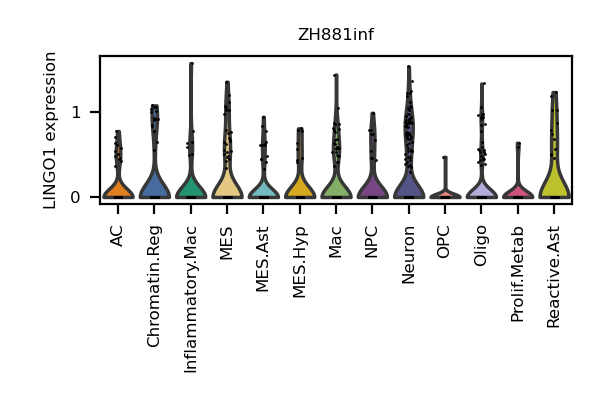 ZH881inf
LINGO1 expression
1
0
AC
Chromatin.Reg
Inflammatory.Mac
MES
MES.Ast
MES.Hyp
Mac
NPC
Neuron
OPC
Oligo
Prolif.Metab
Reactive.Ast